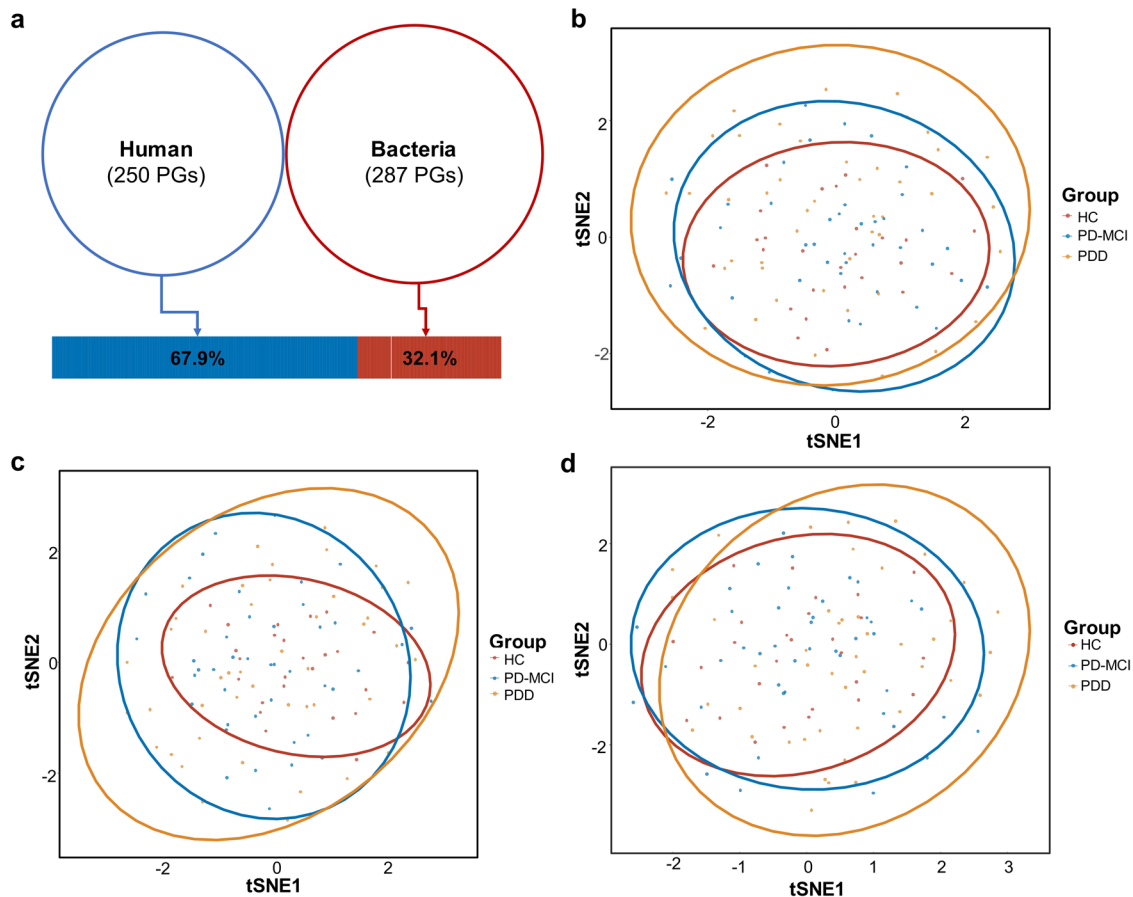 a
Human
(250 PGs)
Bacteria
(287 PGs)
67.9%
32.1%
b
2
0
-2
tSNE2
-2
0
2
tSNE1
Group
HC
PD-MCI
PDD
c
2
0
-2
tSNE2
-2
0
2
tSNE1
Group
HC
PD-MCI
PDD
d
2
0
-2
tSNE2
-2
-1
0
1
2
3
tSNE1
Group
HC
PD-MCI
PDD